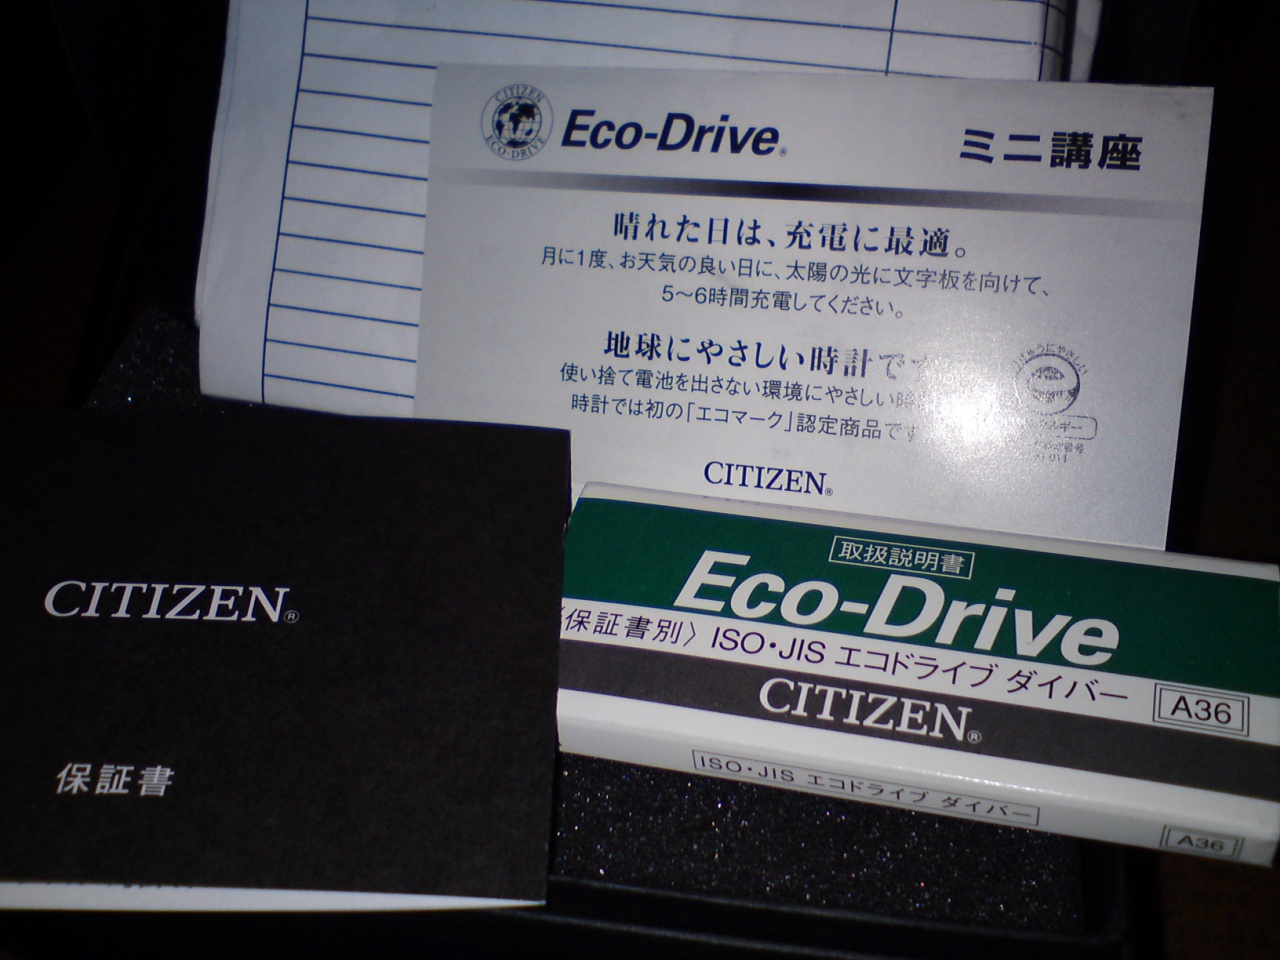 CITIZEN
ECO-DRIVE
Eco-Drive®
ミニ講座
晴れた日は、充電に最適。
月に1度、お天気の良い日に、太陽の光に文字板を向けて、
5〜6時間充電してください。
地球にやさしい時計で
使い捨て電池を出さない環境にやさしい
時計では初の「エコマーク」認定商品です
CITIZEN®
取扱説明書
Eco-Drive
保証書別〉ISO・JIS エコドライブ ダイバー
A36
CITIZEN®
ISO・JIS エコドライブ ダイバー
A36
CITIZEN®
保証書